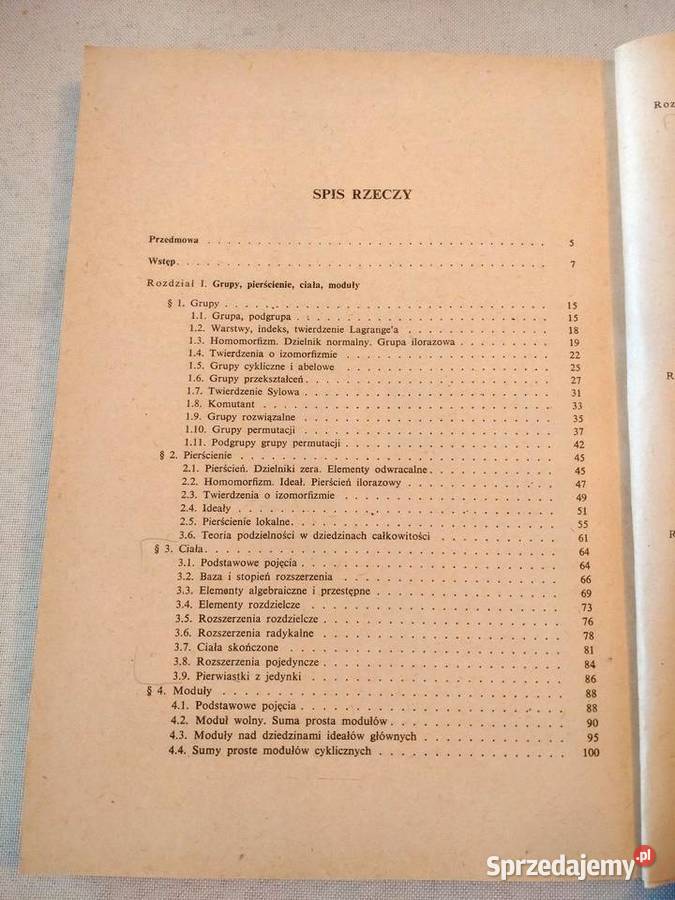 SPIS RZECZY
Przedmowa . . . . . . . . . . . . . . . . . . . . . . . . . . . . . . 5
Wstęp. . . . . . . . . . . . . . . . . . . . . . . . . . . . . . . . 7
Rozdział I. Grupy, pierścienie, ciała, moduły
§ 1. Grupy . . . . . . . . . . . . . . . . . . . . . . . . . . . . 15
1.1. Grupa, podgrupa . . . . . . . . . . . . . . . . . . . . . . 15
1.2. Warstwy, indeks, twierdzenie Lagrange'a . . . . . . . . . . . . 18
1.3. Homomorfizm. Dzielnik normalny. Grupa ilorazowa . . . . . . . . 19
1.4. Twierdzenia o izomorfizmie . . . . . . . . . . . . . . . . . . 22
1.5. Grupy cykliczne i abelowe . . . . . . . . . . . . . . . . . . 25
1.6. Grupy przekształceń . . . . . . . . . . . . . . . . . . . . . 27
1.7. Twierdzenie Sylowa . . . . . . . . . . . . . . . . . . . . . 31
1.8. Komutant . . . . . . . . . . . . . . . . . . . . . . . . . . 33
1.9. Grupy rozwiązalne . . . . . . . . . . . . . . . . . . . . . . 35
1.10. Grupy permutacji . . . . . . . . . . . . . . . . . . . . . . 37
1.11. Podgrupy grupy permutacji . . . . . . . . . . . . . . . . . . 42
§ 2. Pierścienie . . . . . . . . . . . . . . . . . . . . . . . . . 45
2.1. Pierścień. Dzielniki zera. Elementy odwracalne . . . . . . . . . 45
2.2. Homomorfizm. Ideał. Pierścień ilorazowy . . . . . . . . . . . . 47
2.3. Twierdzenia o izomorfizmie . . . . . . . . . . . . . . . . . . 49
2.4. Ideały . . . . . . . . . . . . . . . . . . . . . . . . . . . 51
2.5. Pierścienie lokalne . . . . . . . . . . . . . . . . . . . . . 55
3.6. Teoria podzielności w dziedzinach całkowitości . . . . . . . . . 61
§ 3. Ciała . . . . . . . . . . . . . . . . . . . . . . . . . . . . 64
3.1. Podstawowe pojęcia . . . . . . . . . . . . . . . . . . . . . 64
3.2. Baza i stopień rozszerzenia . . . . . . . . . . . . . . . . . . 66
3.3. Elementy algebraiczne i przestępne . . . . . . . . . . . . . . 69
3.4. Elementy rozdzielcze . . . . . . . . . . . . . . . . . . . . . 73
3.5. Rozszerzenia rozdzielcze . . . . . . . . . . . . . . . . . . . 76
3.6. Rozszerzenia radykalne . . . . . . . . . . . . . . . . . . . . 78
3.7. Ciała skończone . . . . . . . . . . . . . . . . . . . . . . . 81
3.8. Rozszerzenia pojedyncze . . . . . . . . . . . . . . . . . . . 84
3.9. Pierwiastki z jedynki . . . . . . . . . . . . . . . . . . . . 86
§ 4. Moduły . . . . . . . . . . . . . . . . . . . . . . . . . . . 88
4.1. Podstawowe pojęcia . . . . . . . . . . . . . . . . . . . . . 88
4.2. Moduł wolny. Suma prosta modułów . . . . . . . . . . . . . . . 90
4.3. Moduły nad dziedzinami ideałów głównych . . . . . . . . . . . . 95
4.4. Sumy proste modułów cyklicznych . . . . . . . . . . . . . . . . 100
Sprzedajemy.pl